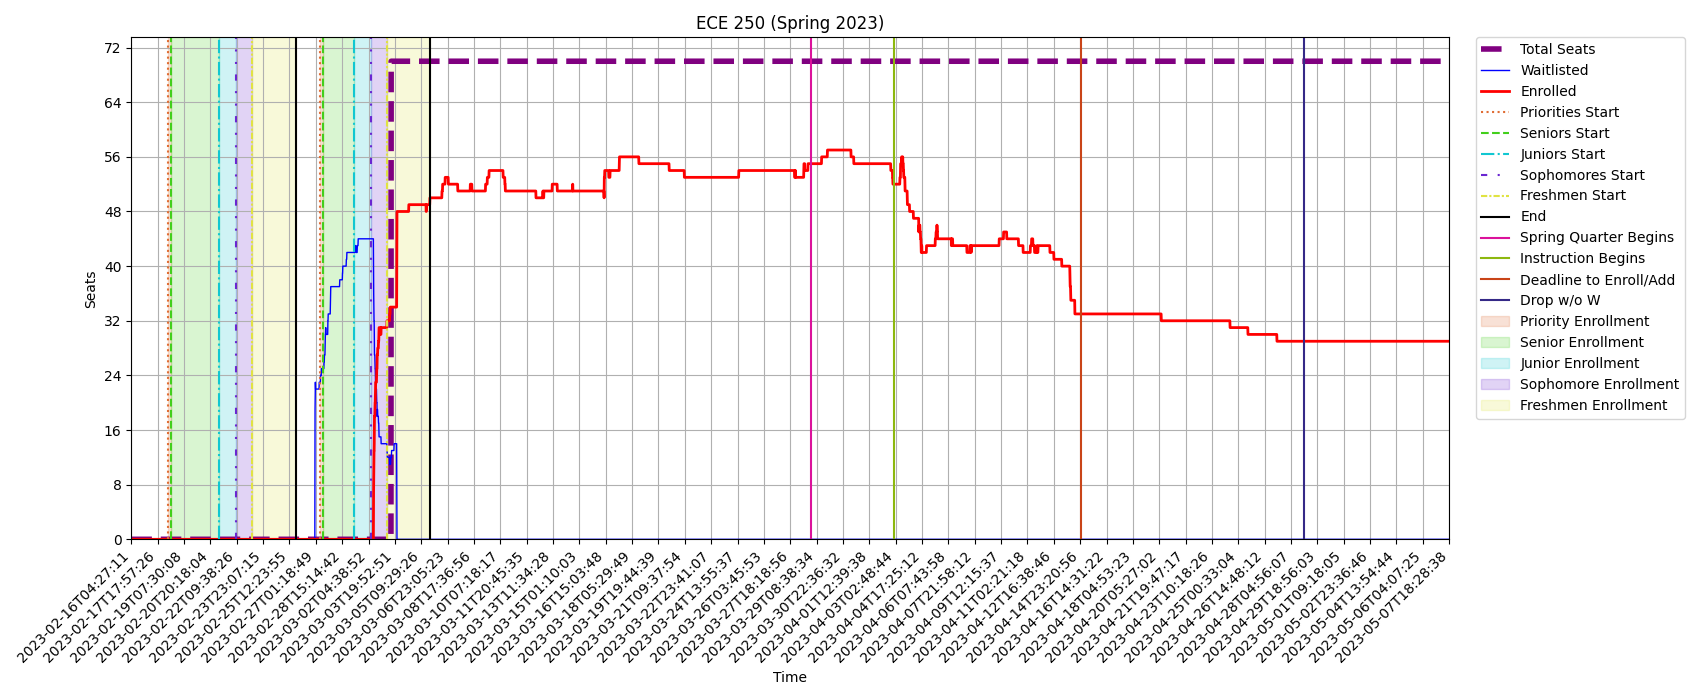 ECE 250 (Spring 2023)
72
64
56
48
40
32
24
16
8
0
Seats
2023-02-16T04:27:11
2023-02-17T17:57:26
2023-02-19T07:30:08
2023-02-20T20:18:04
2023-02-22T09:38:26
2023-02-23T23:07:15
2023-02-25T12:23:55
2023-02-27T01:18:49
2023-02-28T15:14:42
2023-03-02T04:38:52
2023-03-03T19:52:51
2023-03-05T09:29:26
2023-03-06T23:05:23
2023-03-08T17:36:56
2023-03-10T07:18:17
2023-03-11T20:45:35
2023-03-13T11:34:28
2023-03-15T01:10:03
2023-03-16T15:03:48
2023-03-18T05:29:49
2023-03-19T19:44:39
2023-03-21T09:37:54
2023-03-22T23:41:07
2023-03-24T13:55:37
2023-03-26T03:45:53
2023-03-27T18:18:56
2023-03-29T08:38:34
2023-03-30T22:36:32
2023-04-01T12:39:38
2023-04-03T02:48:44
2023-04-04T17:25:12
2023-04-06T07:43:58
2023-04-07T21:58:12
2023-04-09T12:15:37
2023-04-11T02:21:18
2023-04-12T16:38:46
2023-04-14T23:20:56
2023-04-16T14:31:22
2023-04-18T04:53:23
2023-04-20T05:27:02
2023-04-21T19:47:17
2023-04-23T10:18:26
2023-04-25T00:33:04
2023-04-26T14:48:12
2023-04-28T04:56:07
2023-04-29T18:56:03
2023-05-01T09:18:05
2023-05-02T23:36:46
2023-05-04T13:54:44
2023-05-06T04:07:25
2023-05-07T18:28:38
Time
Total Seats
Waitlisted
Enrolled
Priorities Start
Seniors Start
Juniors Start
Sophomores Start
Freshmen Start
End
Spring Quarter Begins
Instruction Begins
Deadline to Enroll/Add
Drop w/o W
Priority Enrollment
Senior Enrollment
Junior Enrollment
Sophomore Enrollment
Freshmen Enrollment